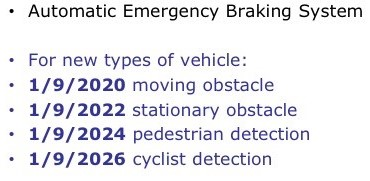 • Automatic Emergency Braking System
• For new types of vehicle:
• 1/9/2020 moving obstacle
• 1/9/2022 stationary obstacle
• 1/9/2024 pedestrian detection
• 1/9/2026 cyclist detection